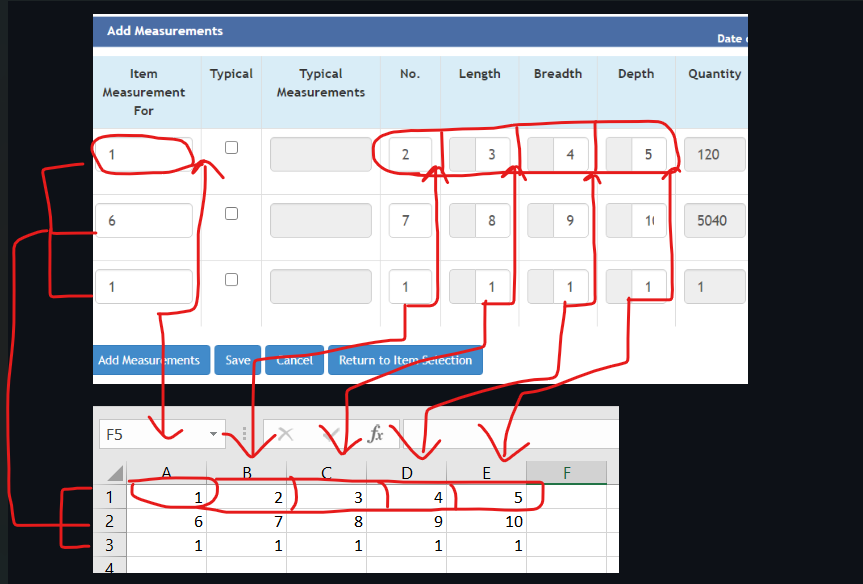 Add Measurements
Date
Item Measurement For Typical Typical Measurements No. Length Breadth Depth Quantity
1 2 3 4 5 120
6 7 8 9 5040
1 1 1 1 1 1
Add Measurements Save Cancel Return to Item Selection
F5 fx
A B C D E F
1 1 2 3 4 5
2 6 7 8 9 10
3 1 1 1 1 1
4